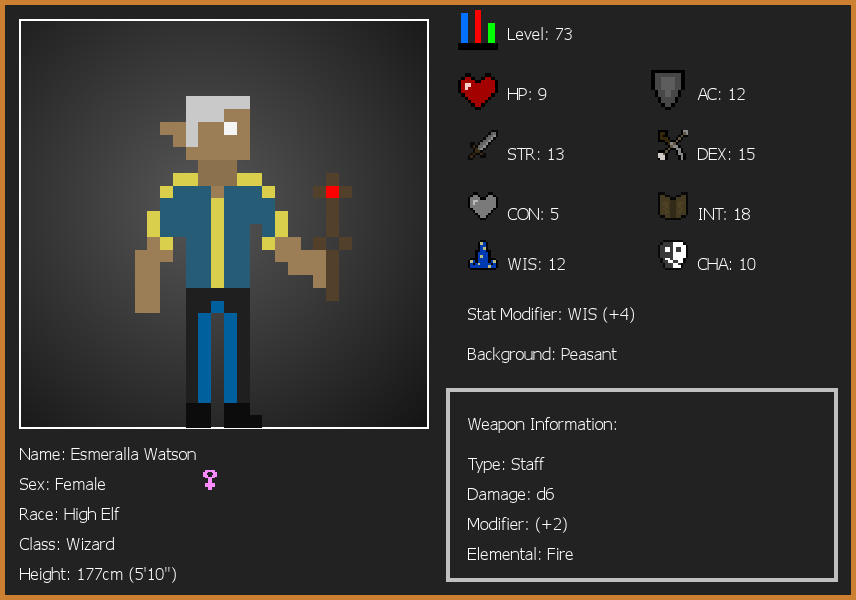 Level: 73
HP: 9
AC: 12
STR: 13
DEX: 15
CON: 5
INT: 18
WIS: 12
CHA: 10
Stat Modifier: WIS (+4)
Background: Peasant
Weapon Information:
Type: Staff
Damage: d6
Modifier: (+2)
Elemental: Fire
Name: Esmeralla Watson
Sex: Female
Race: High Elf
Class: Wizard
Height: 177cm (5'10")